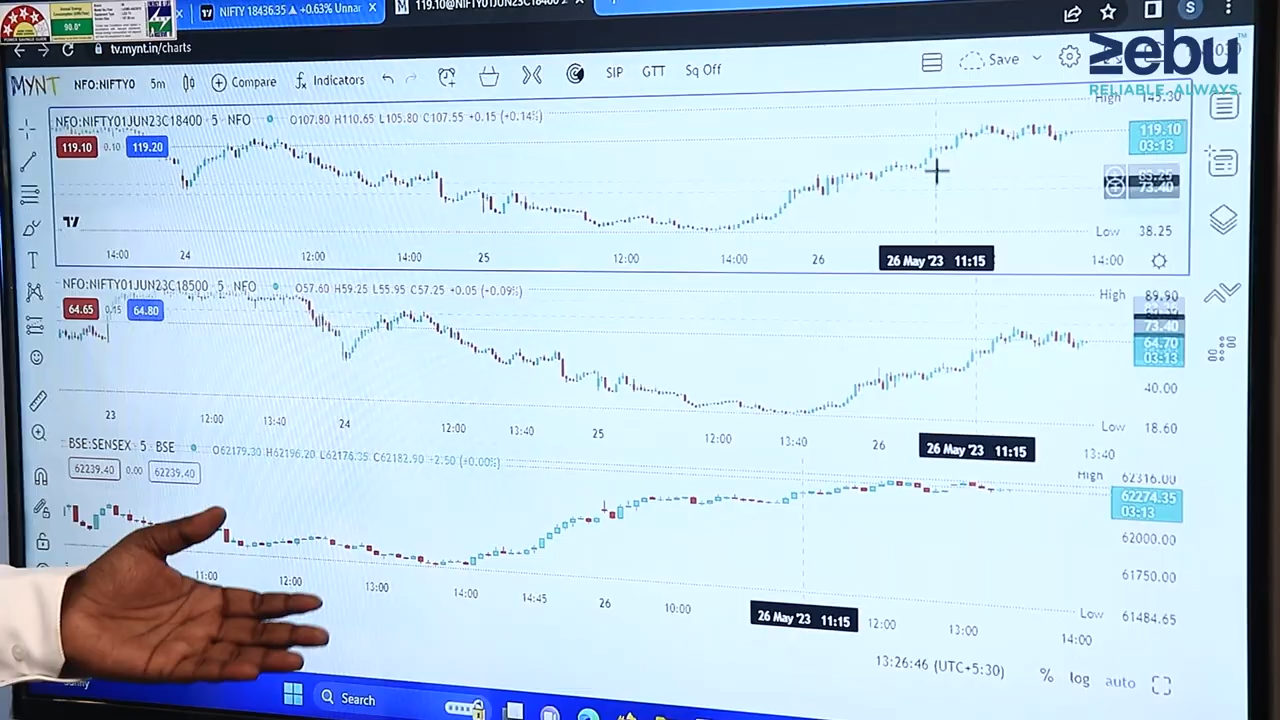 NIFTY 18436.35 ▲ +0.63% Unnar
90.0*
tv.mynt.in/charts
S
zebu™
RELIABLE. ALWAYS.
MYNT
NFO:NIFTY0
5m
Compare
Indicators
SIP
GTT
Sq Off
Save
NFO:NIFTY01JUN23C18400 · 5 · NFO
O107.80 H110.65 L105.80 C107.55 +0.15 (+0.14%)
High 145.30
119.10
0.10
119.20
119.10
03:13
73.40
Low 38.25
14:00
24
12:00
14:00
25
12:00
14:00
26
26 May '23 11:15
14:00
NFO:NIFTY01JUN23C18500 · 5 · NFO
O57.60 H59.25 L55.95 C57.25 +0.05 (-0.09%)
High 89.90
64.65
0.15
64.80
73.40
64.70
03:13
40.00
Low 18.60
23
12:00
13:40
24
12:00
13:40
25
12:00
13:40
26
26 May '23 11:15
13:40
BSE:SENSEX · 5 · BSE
O62179.30 H62196.20 L62176.35 C62182.90 +2.50 (+0.00%)
High 62316.00
62239.40
0.00
62239.40
62274.35
03:13
62000.00
61750.00
Low 61484.65
11:00
12:00
13:00
14:00
14:45
26
10:00
26 May '23 11:15
12:00
13:00
14:00
13:26:46 (UTC+5:30)
%
log
auto
Search